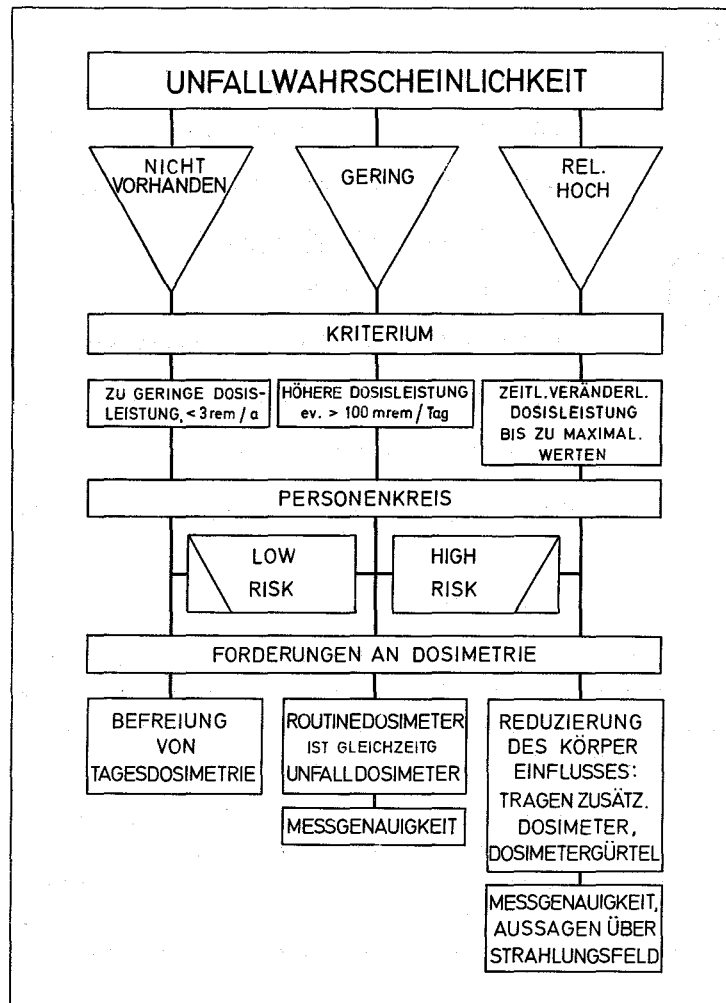 UNFALLWAHRSCHEINLICHKEIT
NICHT
VORHANDEN
GERING
REL.
HOCH
KRITERIUM
ZU GERINGE DOSIS-
LEISTUNG, < 3 rem / a
HÖHERE DOSISLEISTUNG
ev. > 100 mrem / Tag
ZEITL. VERÄNDERL.
DOSISLEISTUNG
BIS ZU MAXIMAL.
WERTEN
PERSONENKREIS
LOW
RISK
HIGH
RISK
FORDERUNGEN AN DOSIMETRIE
BEFREIUNG
VON
TAGESDOSIMETRIE
ROUTINEDOSIMETER
IST GLEICHZEITG
UNFALLDOSIMETER
MESSGENAUIGKEIT
REDUZIERUNG
DES KÖRPER
EINFLUSSES:
TRAGEN ZUSÄTZ.
DOSIMETER,
DOSIMETERGÜRTEL
MESSGENAUIGKEIT,
AUSSAGEN ÜBER
STRAHLUNGSFELD